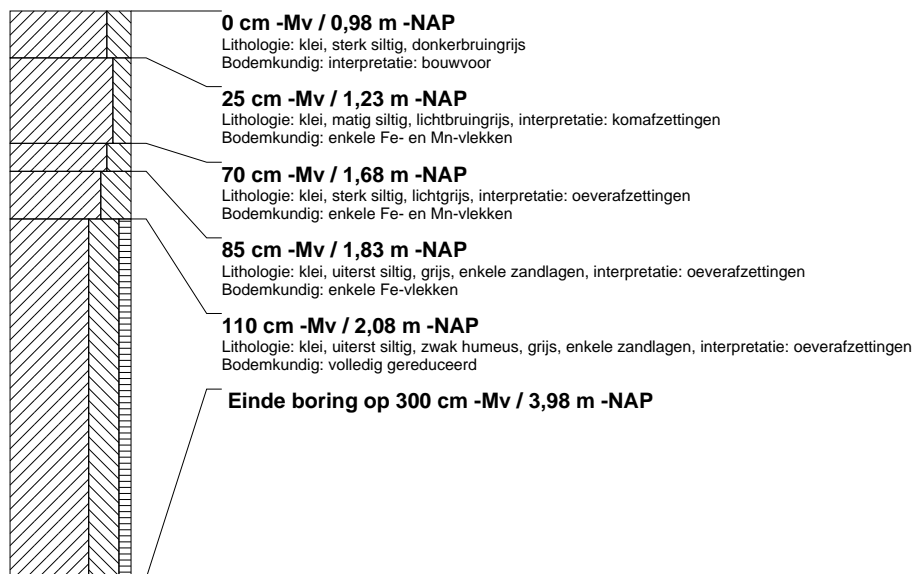 0 cm -Mv / 0,98 m -NAP
Lithologie: klei, sterk siltig, donkerbruingrijs
Bodemkundig: interpretatie: bouwvoor
25 cm -Mv / 1,23 m -NAP
Lithologie: klei, matig siltig, lichtbruingrijs, interpretatie: komafzettingen
Bodemkundig: enkele Fe- en Mn-vlekken
70 cm -Mv / 1,68 m -NAP
Lithologie: klei, sterk siltig, lichtgrijs, interpretatie: oeverafzettingen
Bodemkundig: enkele Fe- en Mn-vlekken
85 cm -Mv / 1,83 m -NAP
Lithologie: klei, uiterst siltig, grijs, enkele zandlagen, interpretatie: oeverafzettingen
Bodemkundig: enkele Fe-vlekken
110 cm -Mv / 2,08 m -NAP
Lithologie: klei, uiterst siltig, zwak humeus, grijs, enkele zandlagen, interpretatie: oeverafzettingen
Bodemkundig: volledig gereduceerd
Einde boring op 300 cm -Mv / 3,98 m -NAP